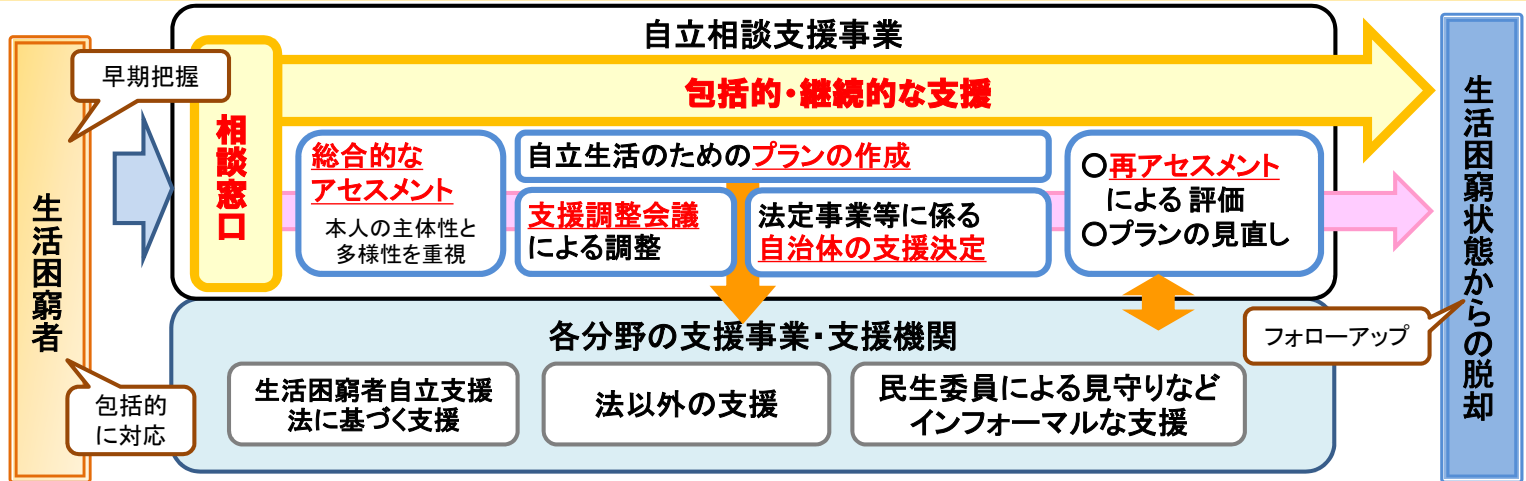 自立相談支援事業
早期把握
包括的・継続的な支援
生活困窮者
相談窓口
総合的な
アセスメント
本人の主体性と
多様性を重視
自立生活のためのプランの作成
支援調整会議
による調整
法定事業等に係る
自治体の支援決定
○再アセスメント
による 評価
○プランの見直し
生活困窮状態からの脱却
包括的
に対応
各分野の支援事業・支援機関
フォローアップ
生活困窮者自立支援
法に基づく支援
法以外の支援
民生委員による見守りなど
インフォーマルな支援